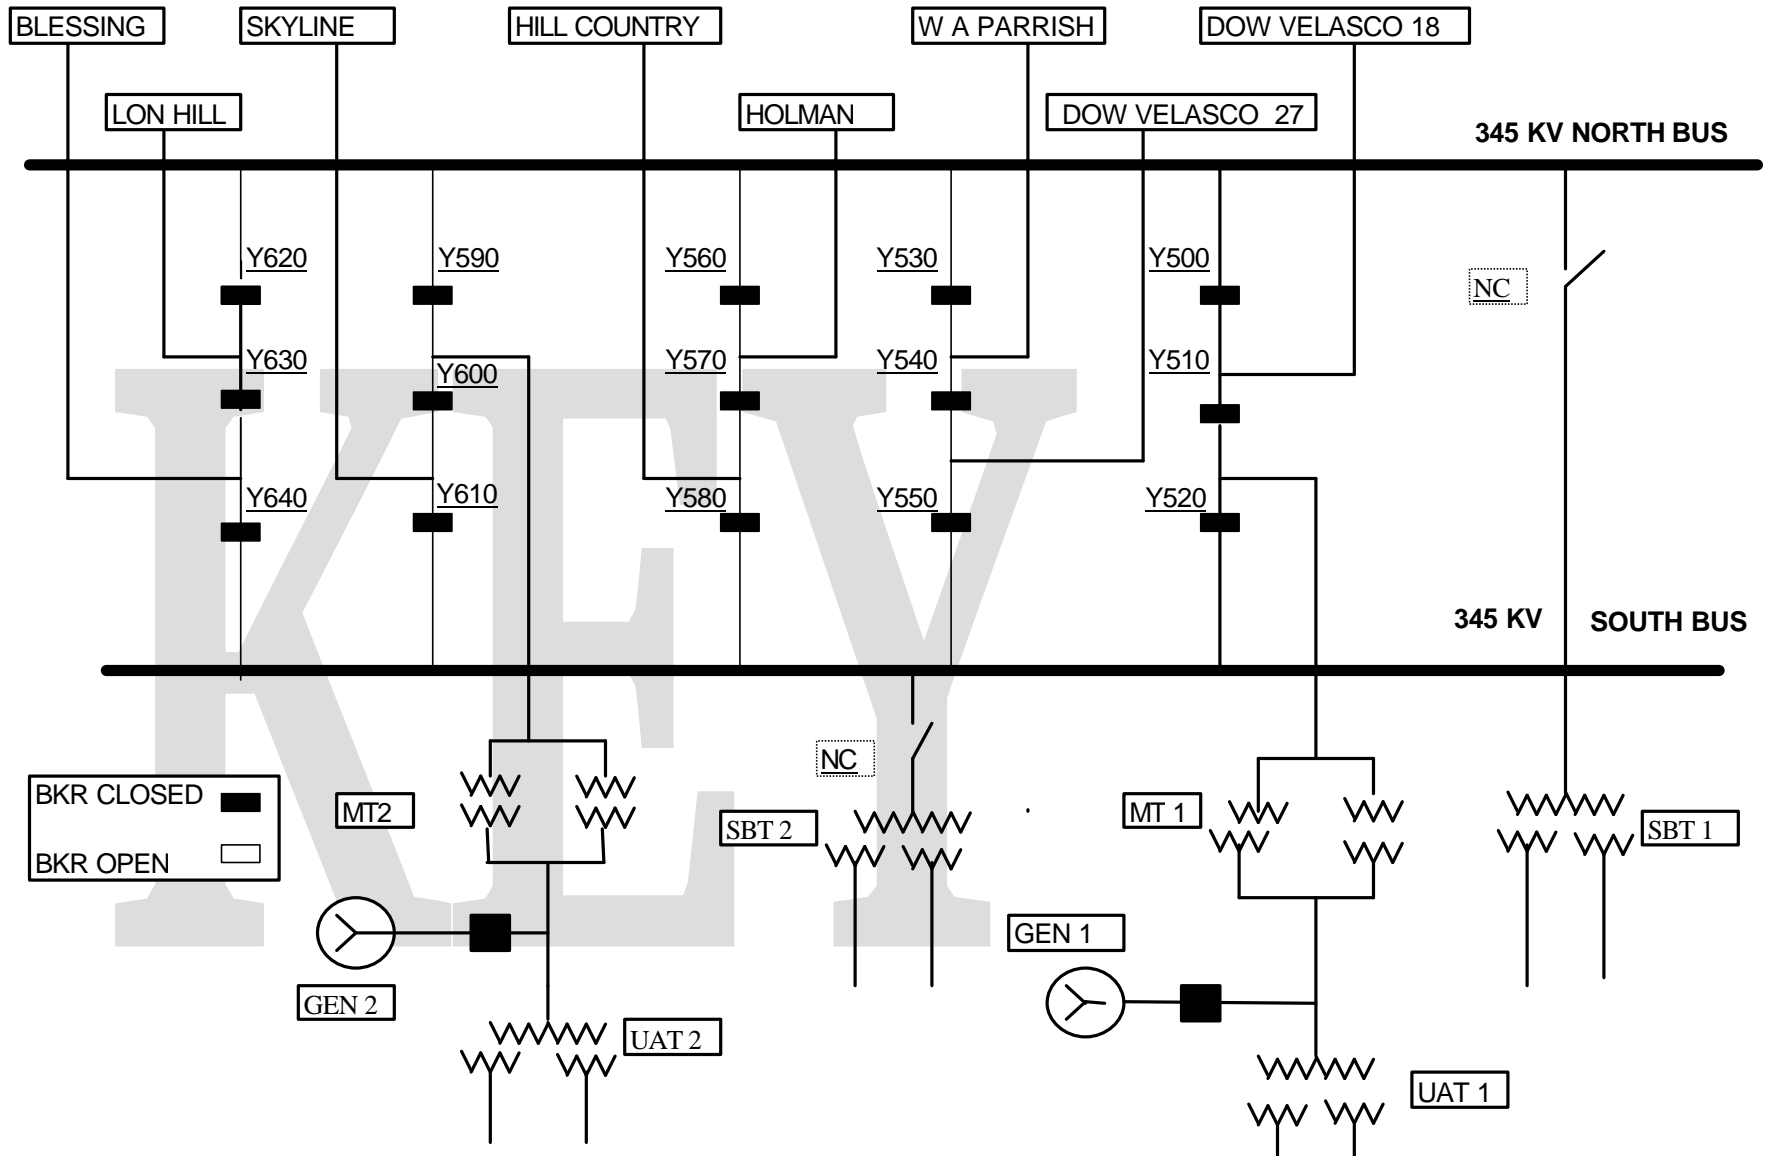 BLESSING
SKYLINE
HILL COUNTRY
W A PARRISH
DOW VELASCO 18
LON HILL
HOLMAN
DOW VELASCO 27
345 KV NORTH BUS
Y620
Y590
Y560
Y530
Y500
NC
Y630
Y600
Y570
Y540
Y510
Y640
Y610
Y580
Y550
Y520
KEY
345 KV SOUTH BUS
NC
BKR CLOSED
BKR OPEN
MT2
SBT 2
MT 1
SBT 1
GEN 1
GEN 2
UAT 2
UAT 1